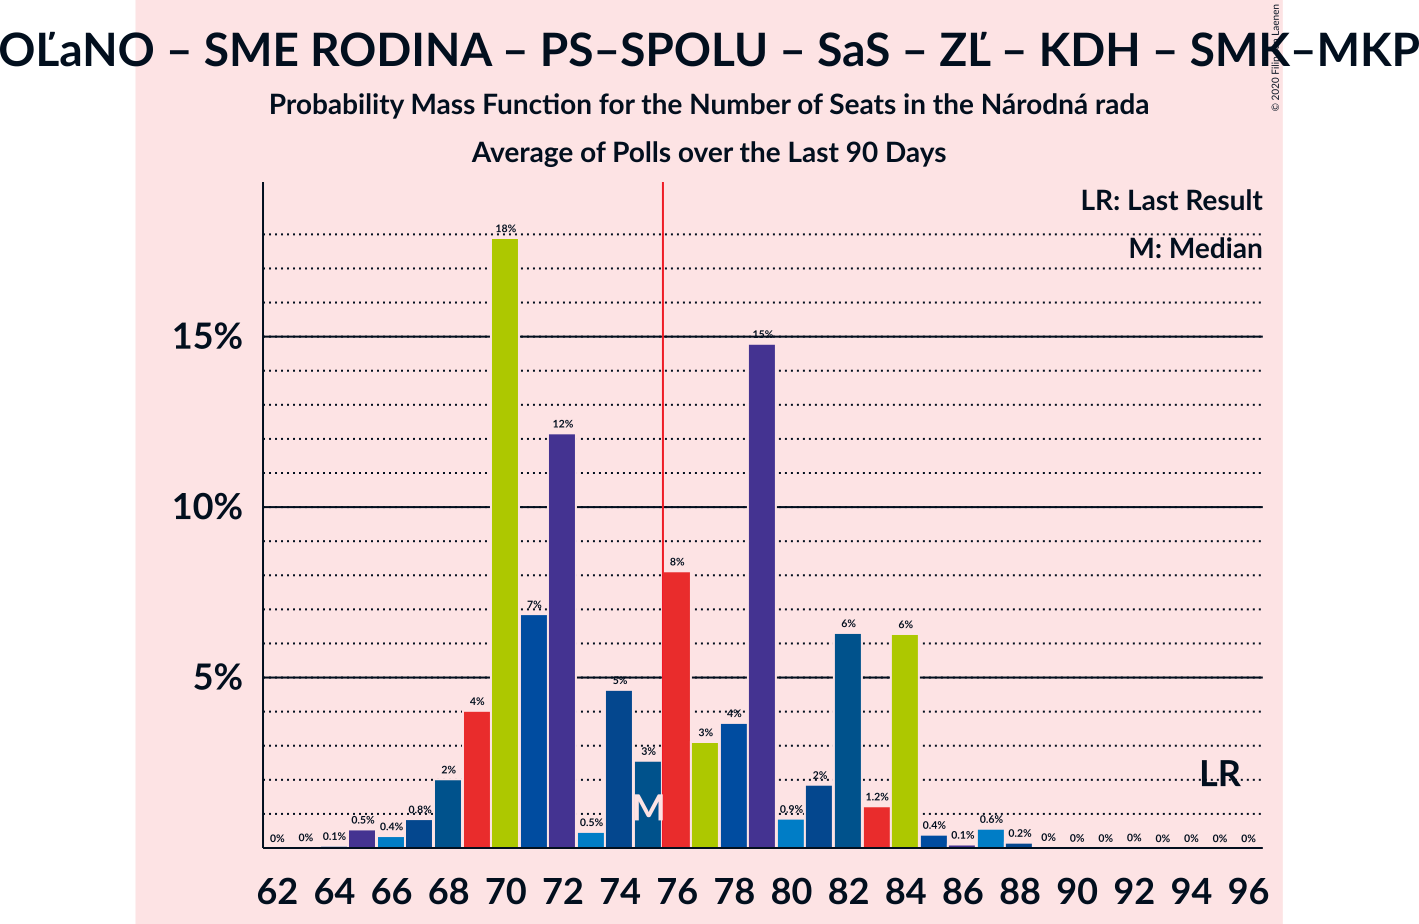 OĽaNO – SME RODINA – PS–SPOLU – SaS – ZĽ – KDH – SMK–MKP
Probability Mass Function for the Number of Seats in the Národná rada
Average of Polls over the Last 90 Days
© 2020 Filip Laenen
LR: Last Result
M: Median
15%
10%
5%
0% 0% 0.1% 0.5% 0.4% 0.8% 2% 4% 18% 7% 12% 0.5% 5% 3% 8% 3% 4% 15% 0.9% 2% 6% 1.2% 6% 0.4% 0.1% 0.6% 0.2% 0% 0% 0% 0% 0% 0% 0% 0%
M
LR
62 64 66 68 70 72 74 76 78 80 82 84 86 88 90 92 94 96